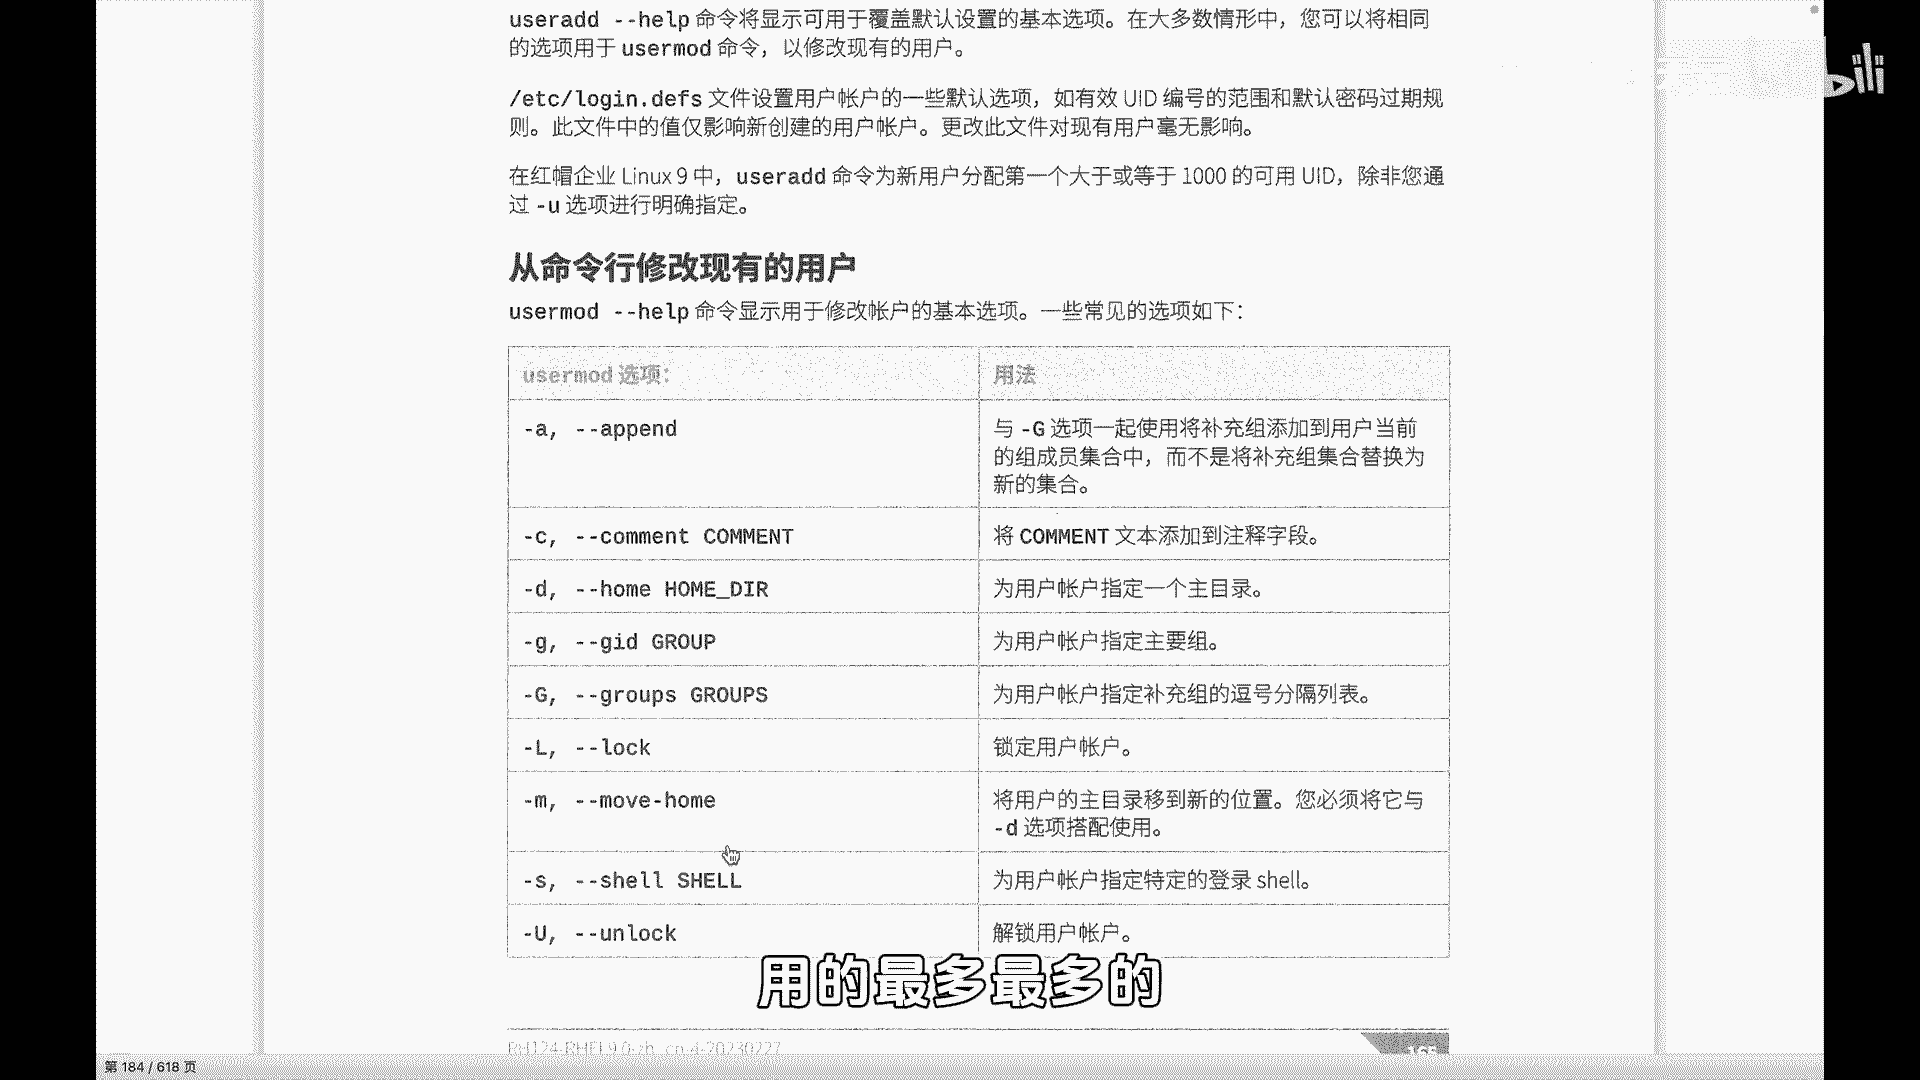 useradd --help 命令将显示可用于覆盖默认设置的基本选项。在大多数情形中，您可以将相同
的选项用于 usermod 命令，以修改现有的用户。
/etc/login.defs 文件设置用户帐户的一些默认选项，如有效 UID 编号的范围和默认密码过期规
则。此文件中的值仅影响新创建的用户帐户。更改此文件对现有用户毫无影响。
在红帽企业 Linux 9 中，useradd 命令为新用户分配第一个大于或等于 1000 的可用 UID，除非您通
过 -u 选项进行明确指定。
从命令行修改现有的用户
usermod --help 命令显示用于修改帐户的基本选项。一些常见的选项如下：
usermod 选项： 用法
-a, --append 与 -G 选项一起使用将补充组添加到用户当前
的组成员集合中，而不是将补充组集合替换为
新的集合。
-c, --comment COMMENT 将 COMMENT 文本添加到注释字段。
-d, --home HOME_DIR 为用户帐户指定一个主目录。
-g, --gid GROUP 为用户帐户指定主要组。
-G, --groups GROUPS 为用户帐户指定补充组的逗号分隔列表。
-L, --lock 锁定用户帐户。
-m, --move-home 将用户的主目录移到新的位置。您必须将它与
-d 选项搭配使用。
-s, --shell SHELL 为用户帐户指定特定的登录 shell。
-U, --unlock 解锁用户帐户。
用的最多最多的
RH124-RHEL9.0-zh_cn-4-20230227
165
第 184 / 618 页